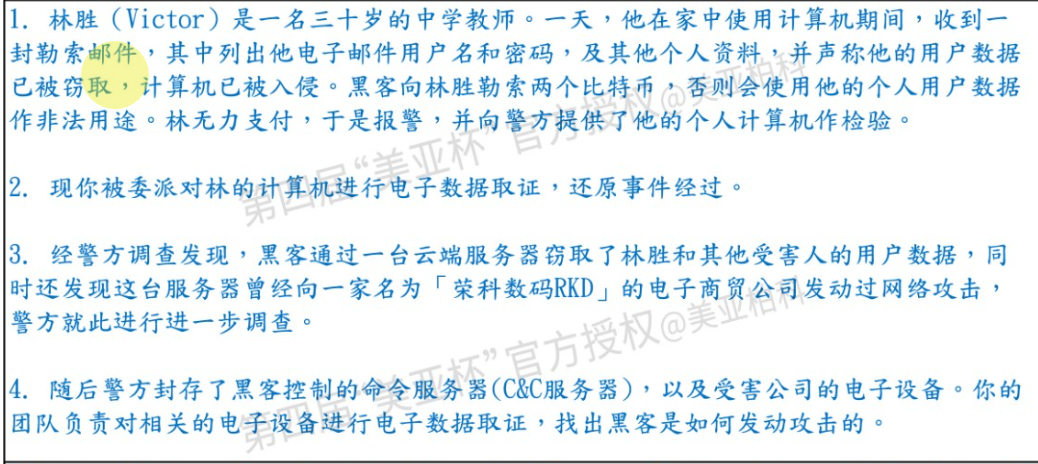 1. 林胜（Victor）是一名三十岁的中学教师。一天，他在家中使用计算机期间，收到一
封勒索邮件，其中列出他电子邮件用户名和密码，及其他个人资料，并声称他的用户数据
已被窃取，计算机已被入侵。黑客向林胜勒索两个比特币，否则会使用他的个人用户数据
作非法用途。林无力支付，于是报警，并向警方提供了他的个人计算机作检验。
2. 现你被委派对林的计算机进行电子数据取证，还原事件经过。
3. 经警方调查发现，黑客通过一台云端服务器窃取了林胜和其他受害人的用户数据，同
时还发现这台服务器曾经向一家名为「荣科数码RKD」的电子商贸公司发动过网络攻击，
警方就此进行进一步调查。
4. 随后警方封存了黑客控制的命令服务器(C&C服务器)，以及受害公司的电子设备。你的
团队负责对相关的电子设备进行电子数据取证，找出黑客是如何发动攻击的。
第四届“美亚杯”官方授权@美亚柏科
第四届“美亚杯”官方授权@美亚柏科